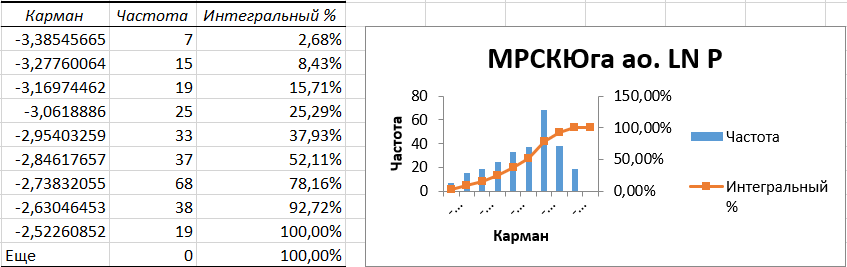 Карман Частота Интегральный %
-3,38545665 7 2,68%
-3,27760064 15 8,43%
-3,16974462 19 15,71%
-3,0618886 25 25,29%
-2,95403259 33 37,93%
-2,84617657 37 52,11%
-2,73832055 68 78,16%
-2,63046453 38 92,72%
-2,52260852 19 100,00%
Еще 0 100,00%
МРСКЮга ао. LN P
80
60
40
20
0
Частота
150,00%
100,00%
50,00%
0,00%
-… -… -… -… -…
Карман
Частота
Интегральный
%